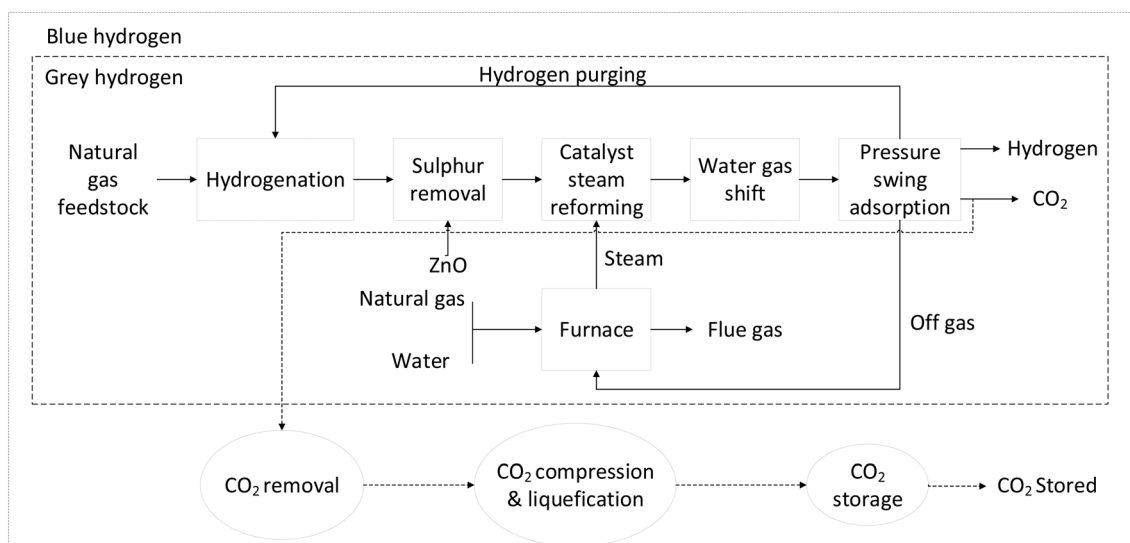 Blue hydrogen
Grey hydrogen
Hydrogen purging
Natural
gas
feedstock
Hydrogenation
Sulphur
removal
Catalyst
steam
reforming
Water gas
shift
Pressure
swing
adsorption
Hydrogen
CO₂
ZnO
Steam
Natural gas
Water
Furnace
Flue gas
Off gas
CO₂ removal
CO₂ compression
& liquefication
CO₂
storage
CO₂ Stored